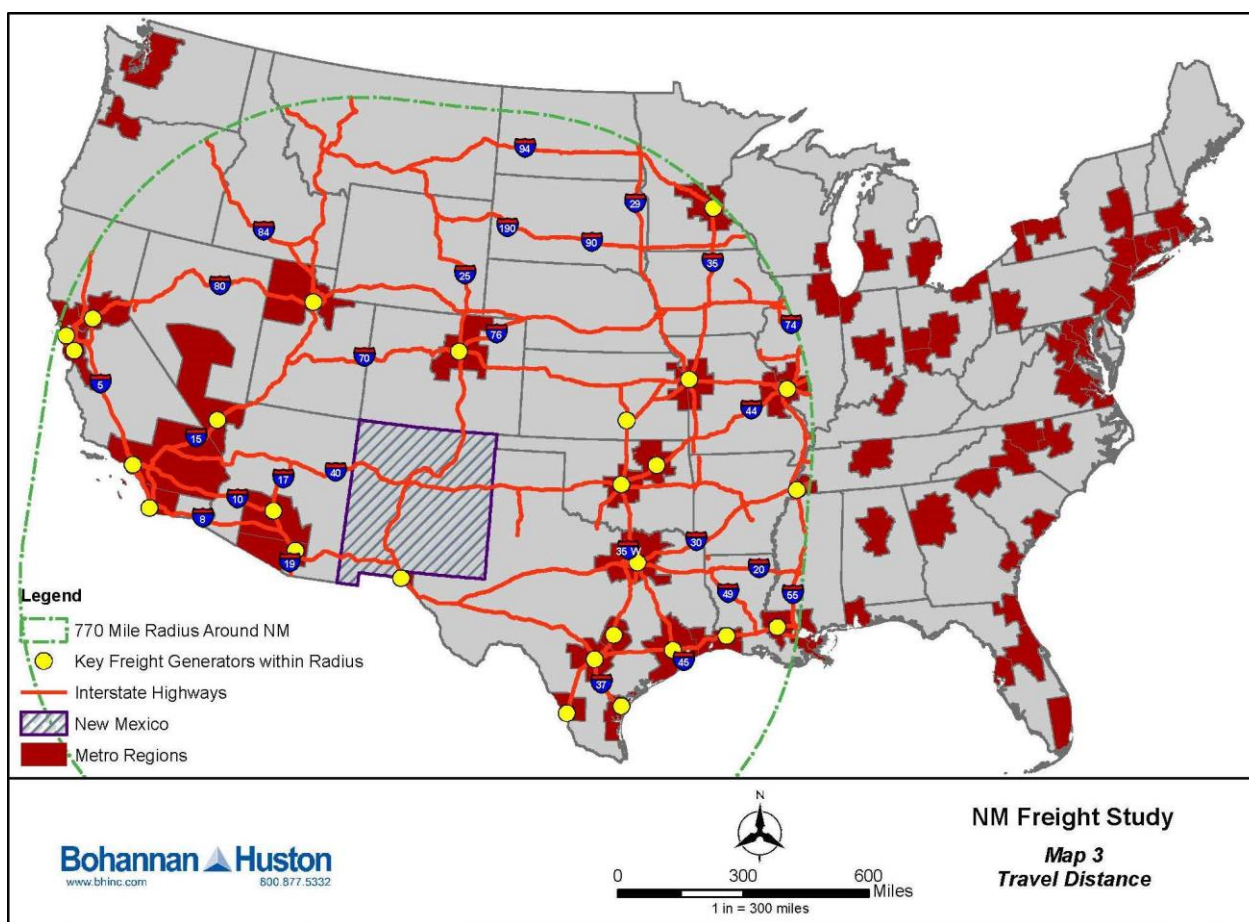 94
29
84
190
90
35
25
80
76
74
70
5
44
15
40
17
10
8
30
35 W
19
20
49
55
45
37
Legend
770 Mile Radius Around NM
Key Freight Generators within Radius
Interstate Highways
New Mexico
Metro Regions
N
NM Freight Study
Map 3
Travel Distance
Bohannan Huston
www.bhinc.com 800.877.5332
0 300 600
Miles
1 in = 300 miles